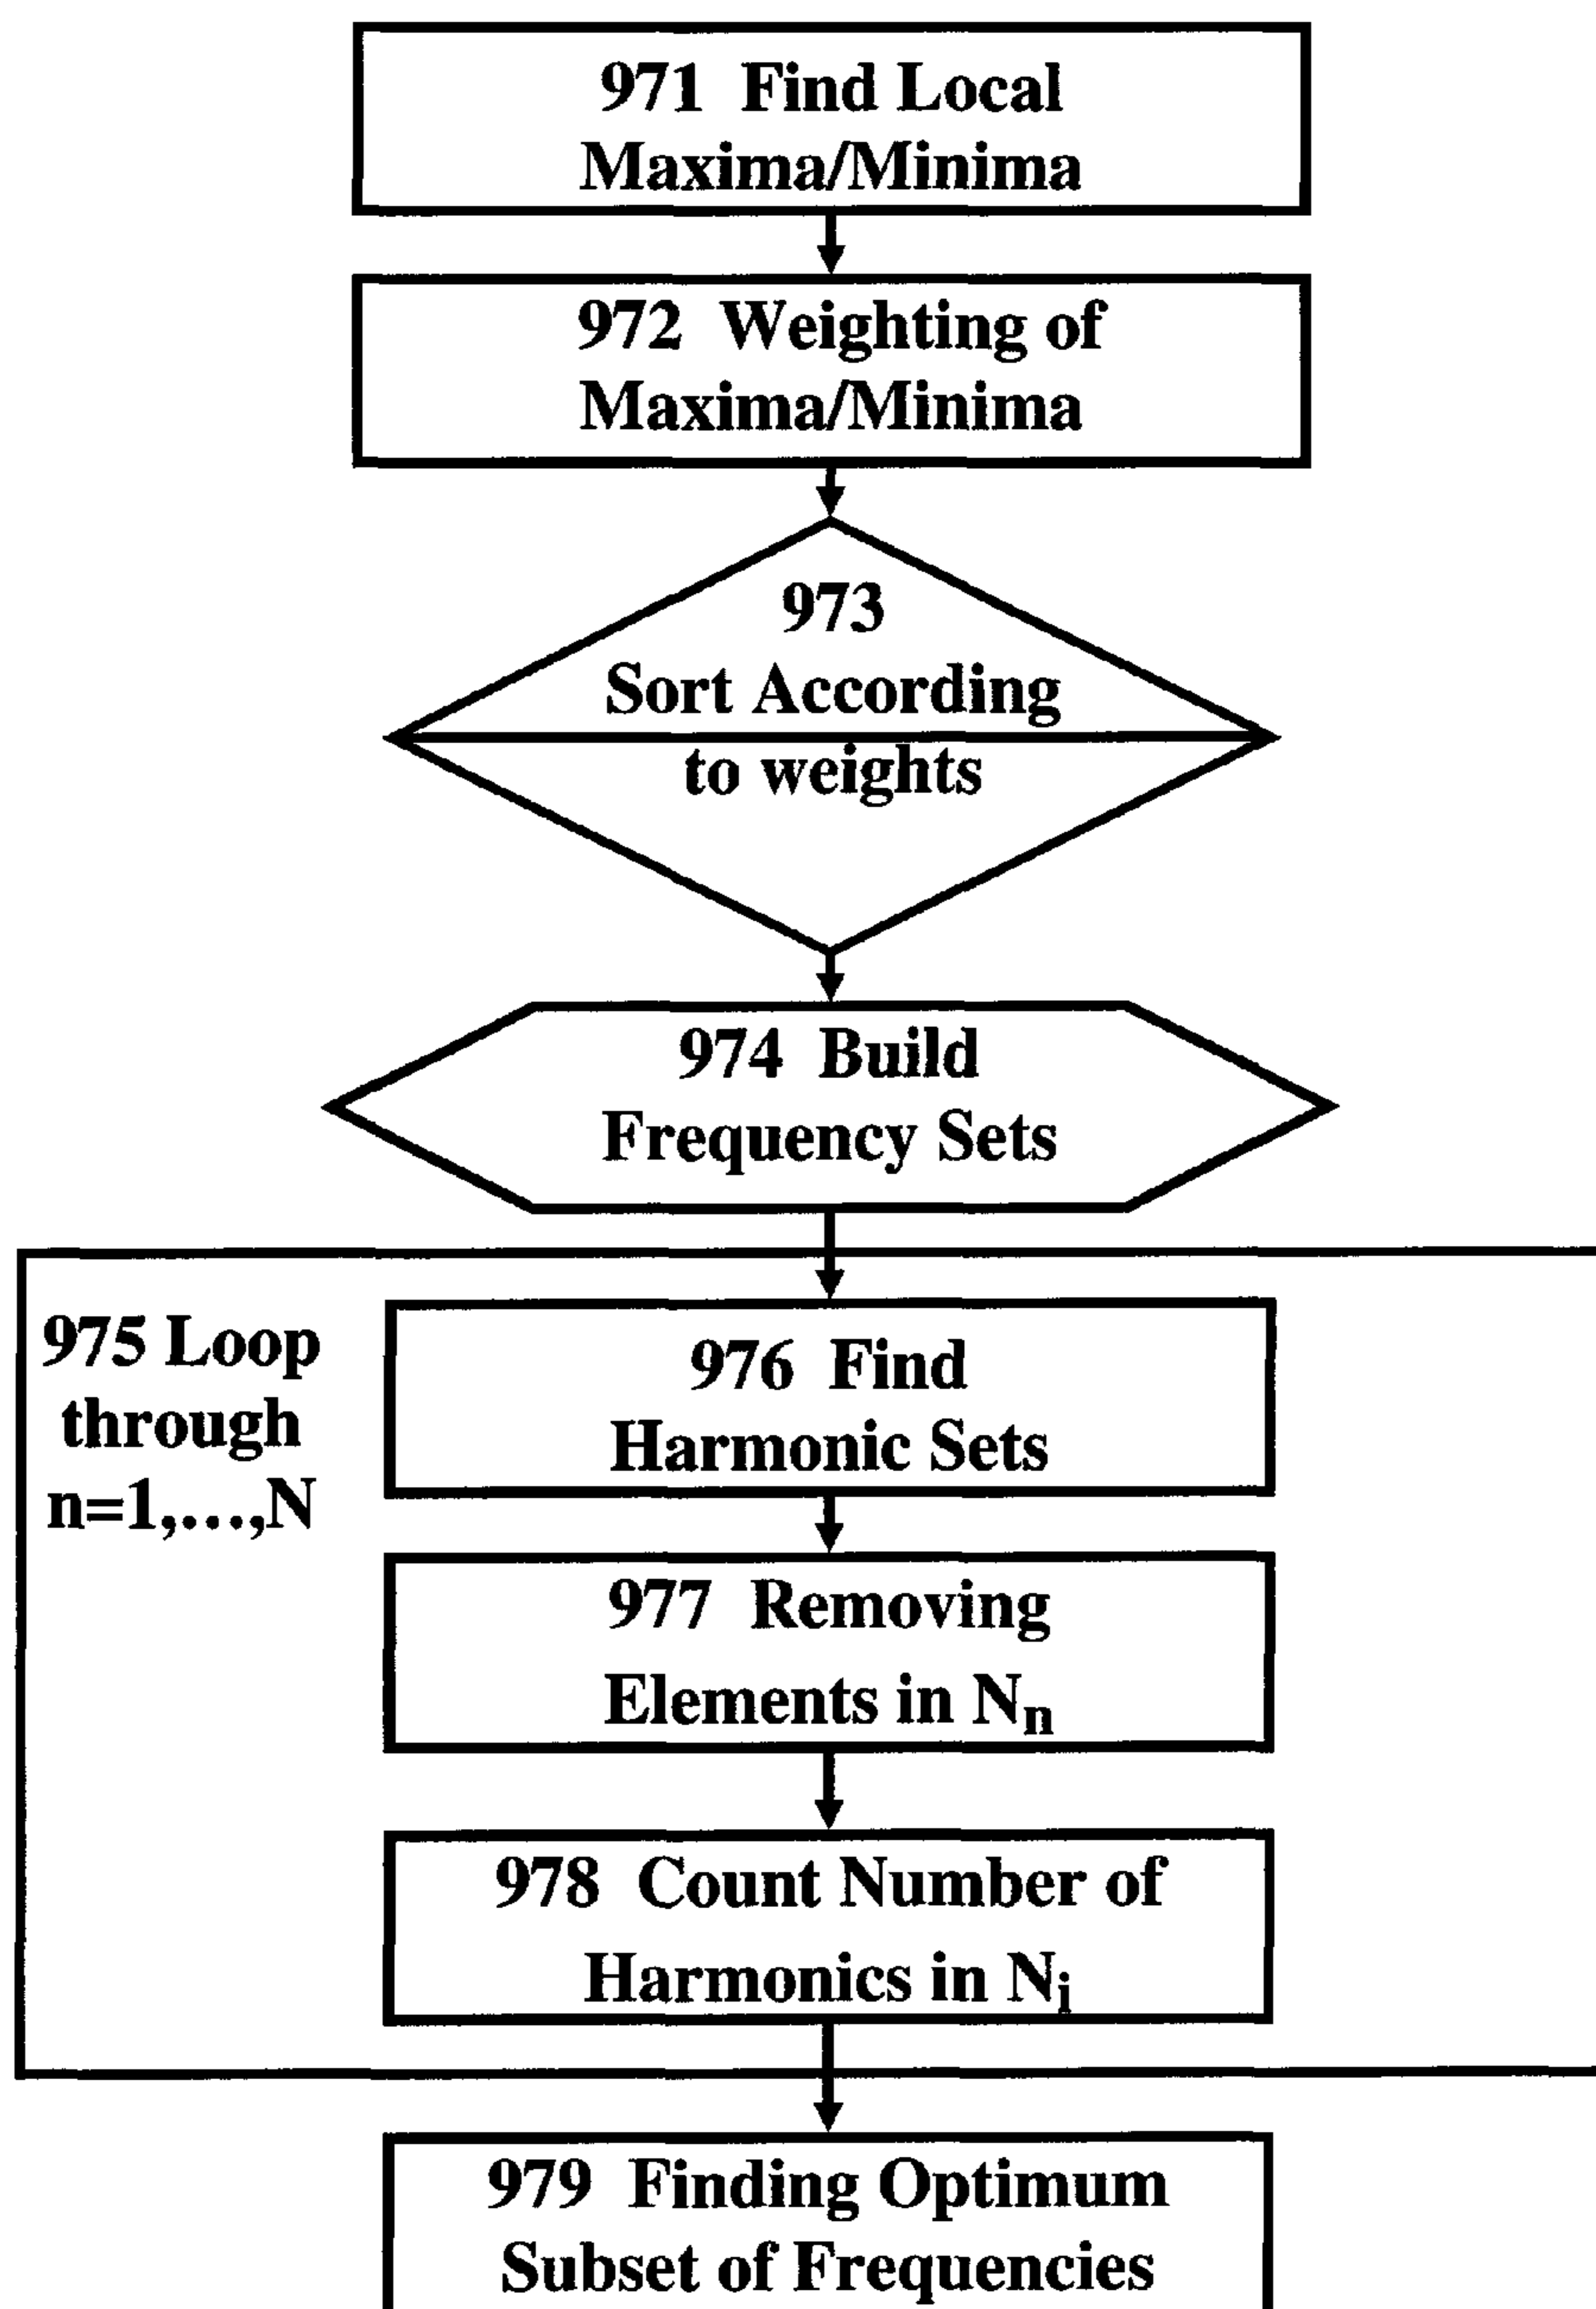 971 Find Local
Maxima/Minima
972 Weighting of
Maxima/Minima
973
Sort According
to weights
974 Build
Frequency Sets
975 Loop
through
n=1,...,N
976 Find
Harmonic Sets
977 Removing
Elements in Nn
978 Count Number of
Harmonics in Ni
979 Finding Optimum
Subset of Frequencies